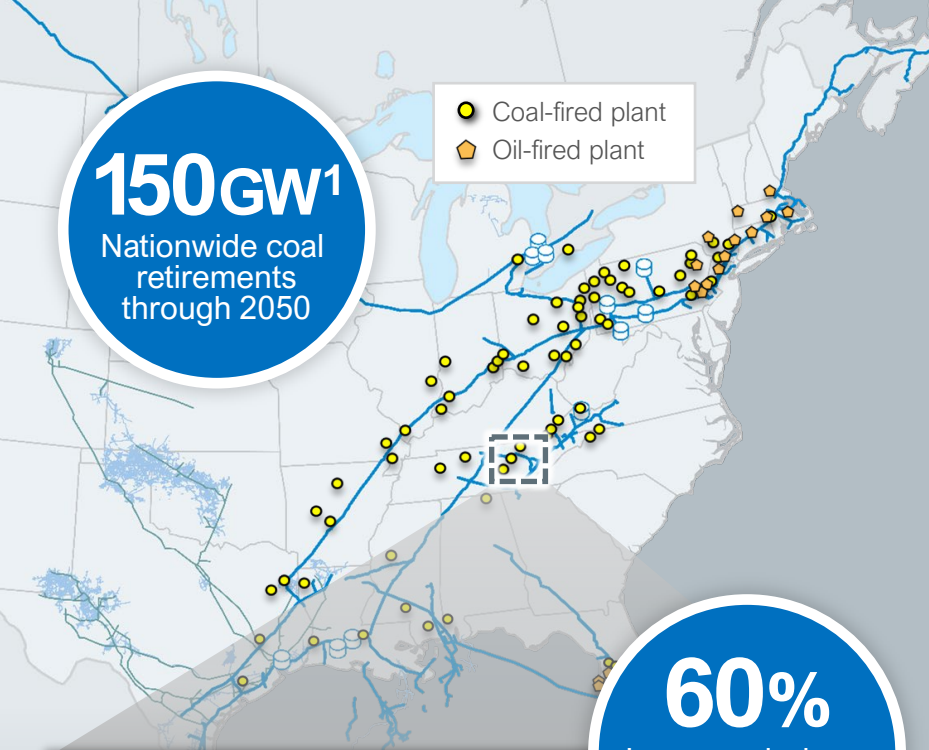 Coal-fired plant
Oil-fired plant
150GW1
Nationwide coal
retirements
through 2050
60%